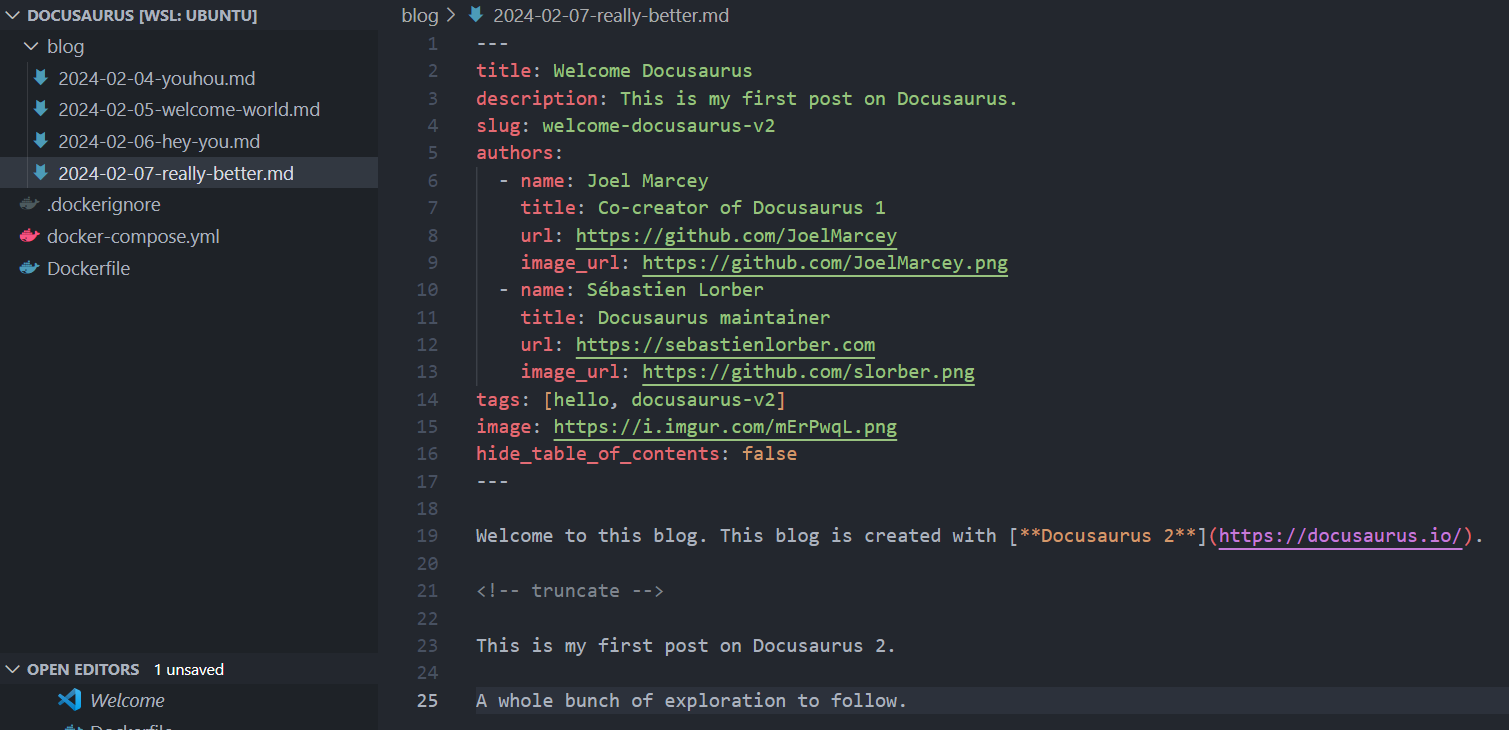 DOCUSAURUS [WSL: UBUNTU]
blog
2024-02-04-youhou.md
2024-02-05-welcome-world.md
2024-02-06-hey-you.md
2024-02-07-really-better.md
.dockerignore
docker-compose.yml
Dockerfile
OPEN EDITORS 1 unsaved
Welcome
Dockerfile
blog > 2024-02-07-really-better.md
1 ---
2 title: Welcome Docusaurus
3 description: This is my first post on Docusaurus.
4 slug: welcome-docusaurus-v2
5 authors:
6   - name: Joel Marcey
7     title: Co-creator of Docusaurus 1
8     url: https://github.com/JoelMarcey
9     image_url: https://github.com/JoelMarcey.png
10   - name: Sébastien Lorber
11     title: Docusaurus maintainer
12     url: https://sebastienlorber.com
13     image_url: https://github.com/slorber.png
14 tags: [hello, docusaurus-v2]
15 image: https://i.imgur.com/mErPwqL.png
16 hide_table_of_contents: false
17 ---
18
19 Welcome to this blog. This blog is created with [**Docusaurus 2**](https://docusaurus.io/).
20
21 <!-- truncate -->
22
23 This is my first post on Docusaurus 2.
24
25 A whole bunch of exploration to follow.